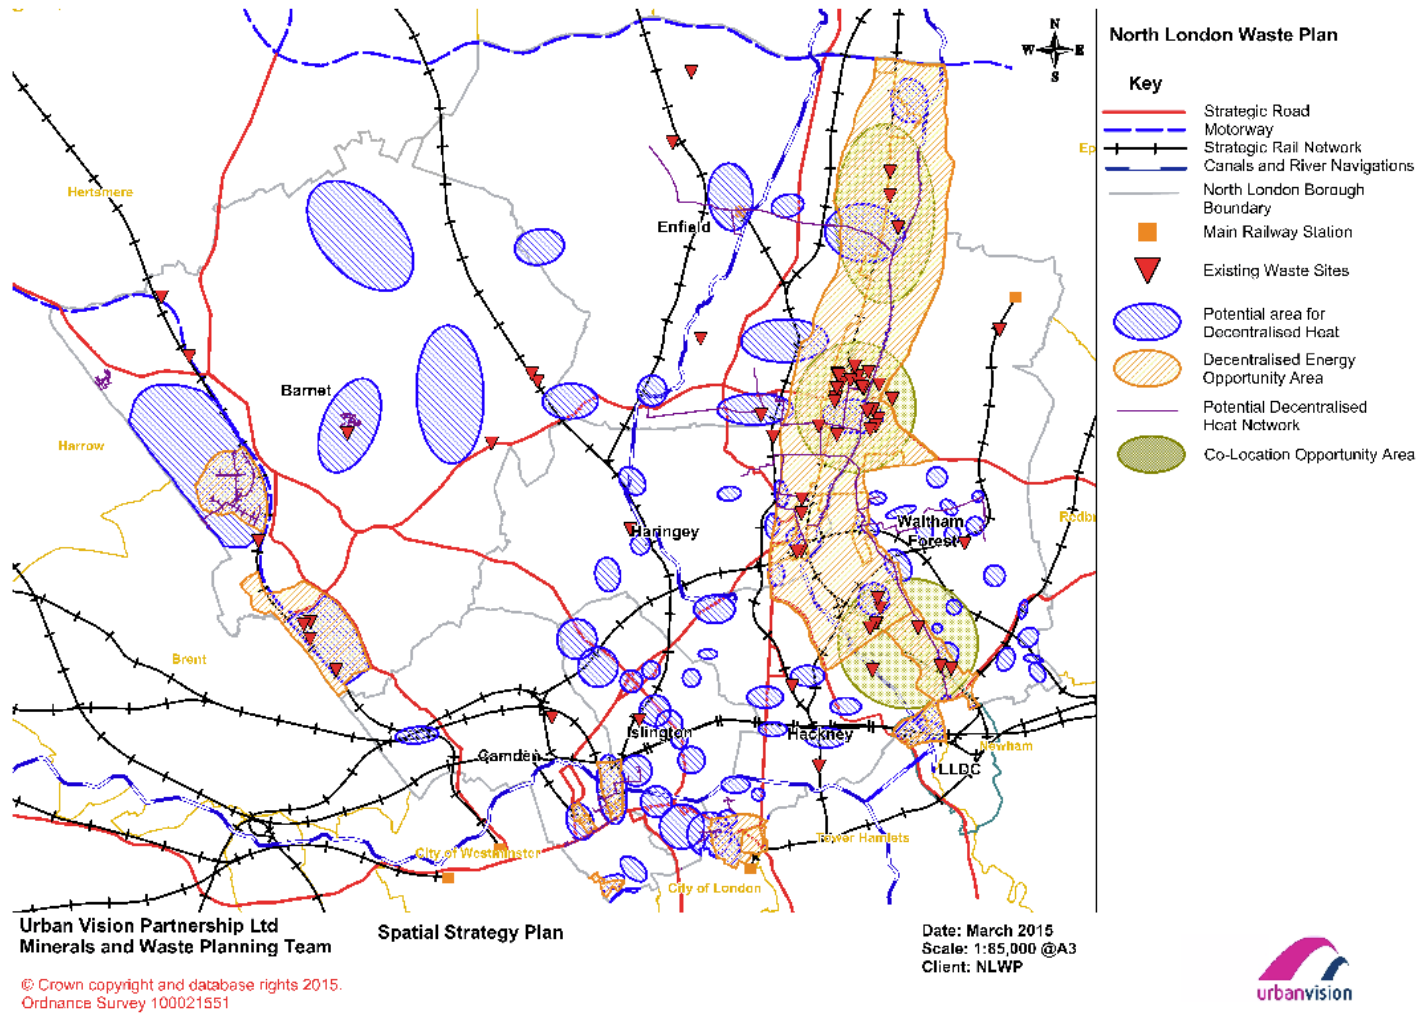 North London Waste Plan
Key
Strategic Road
Motorway
Strategic Rail Network
Canals and River Navigations
North London Borough
Boundary
Main Railway Station
Existing Waste Sites
Potential area for
Decentralised Heat
Decentralised Energy
Opportunity Area
Potential Decentralised
Heat Network
Co-Location Opportunity Area
N
W E
S
Ep
Hertsmere
Enfield
Barnet
Harrow
Redbr
Waltham
Forest
Haringey
Brent
Islington
Hackney
Camden
Newham
LLDC
Tower Hamlets
City of Westminster
City of London
Urban Vision Partnership Ltd
Minerals and Waste Planning Team
Spatial Strategy Plan
Date: March 2015
Scale: 1:85,000 @A3
Client: NLWP
© Crown copyright and database rights 2015.
Ordnance Survey 100021551
urbanvision